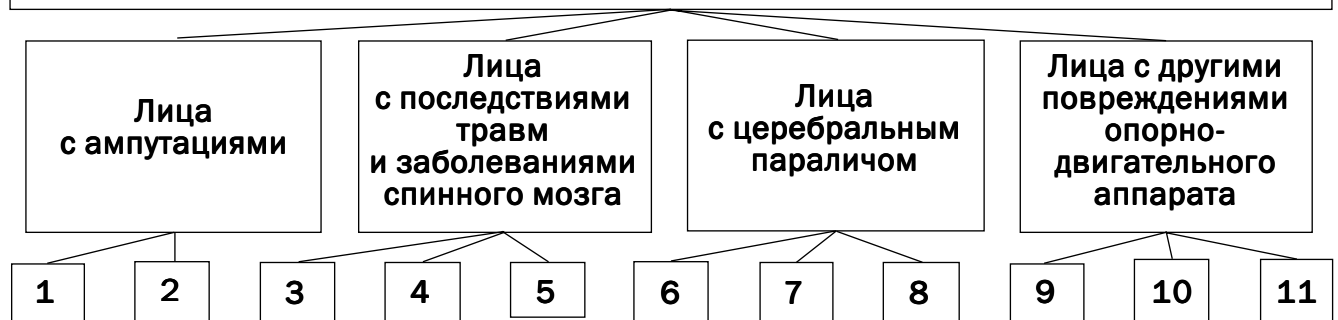 Лица
с ампутациями
Лица
с последствиями
травм
и заболеваниями
спинного мозга
Лица
с церебральным
параличом
Лица с другими
повреждениями
опорно-
двигательного
аппарата
1
2
3
4
5
6
7
8
9
10
11